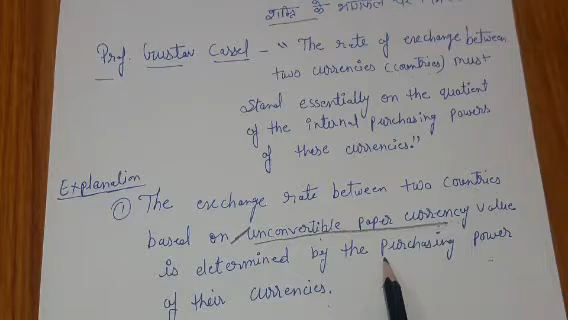 शक्ति के
Prof. Gustav Cassel - "The rate of exchange between
two currencies (countries) must
Stand essentially on the quotient
of the internal purchasing powers
of these currencies."
Explanation
① The exchange rate between two countries
based on unconvertible paper currency value
is determined by the purchasing power
of their currencies.